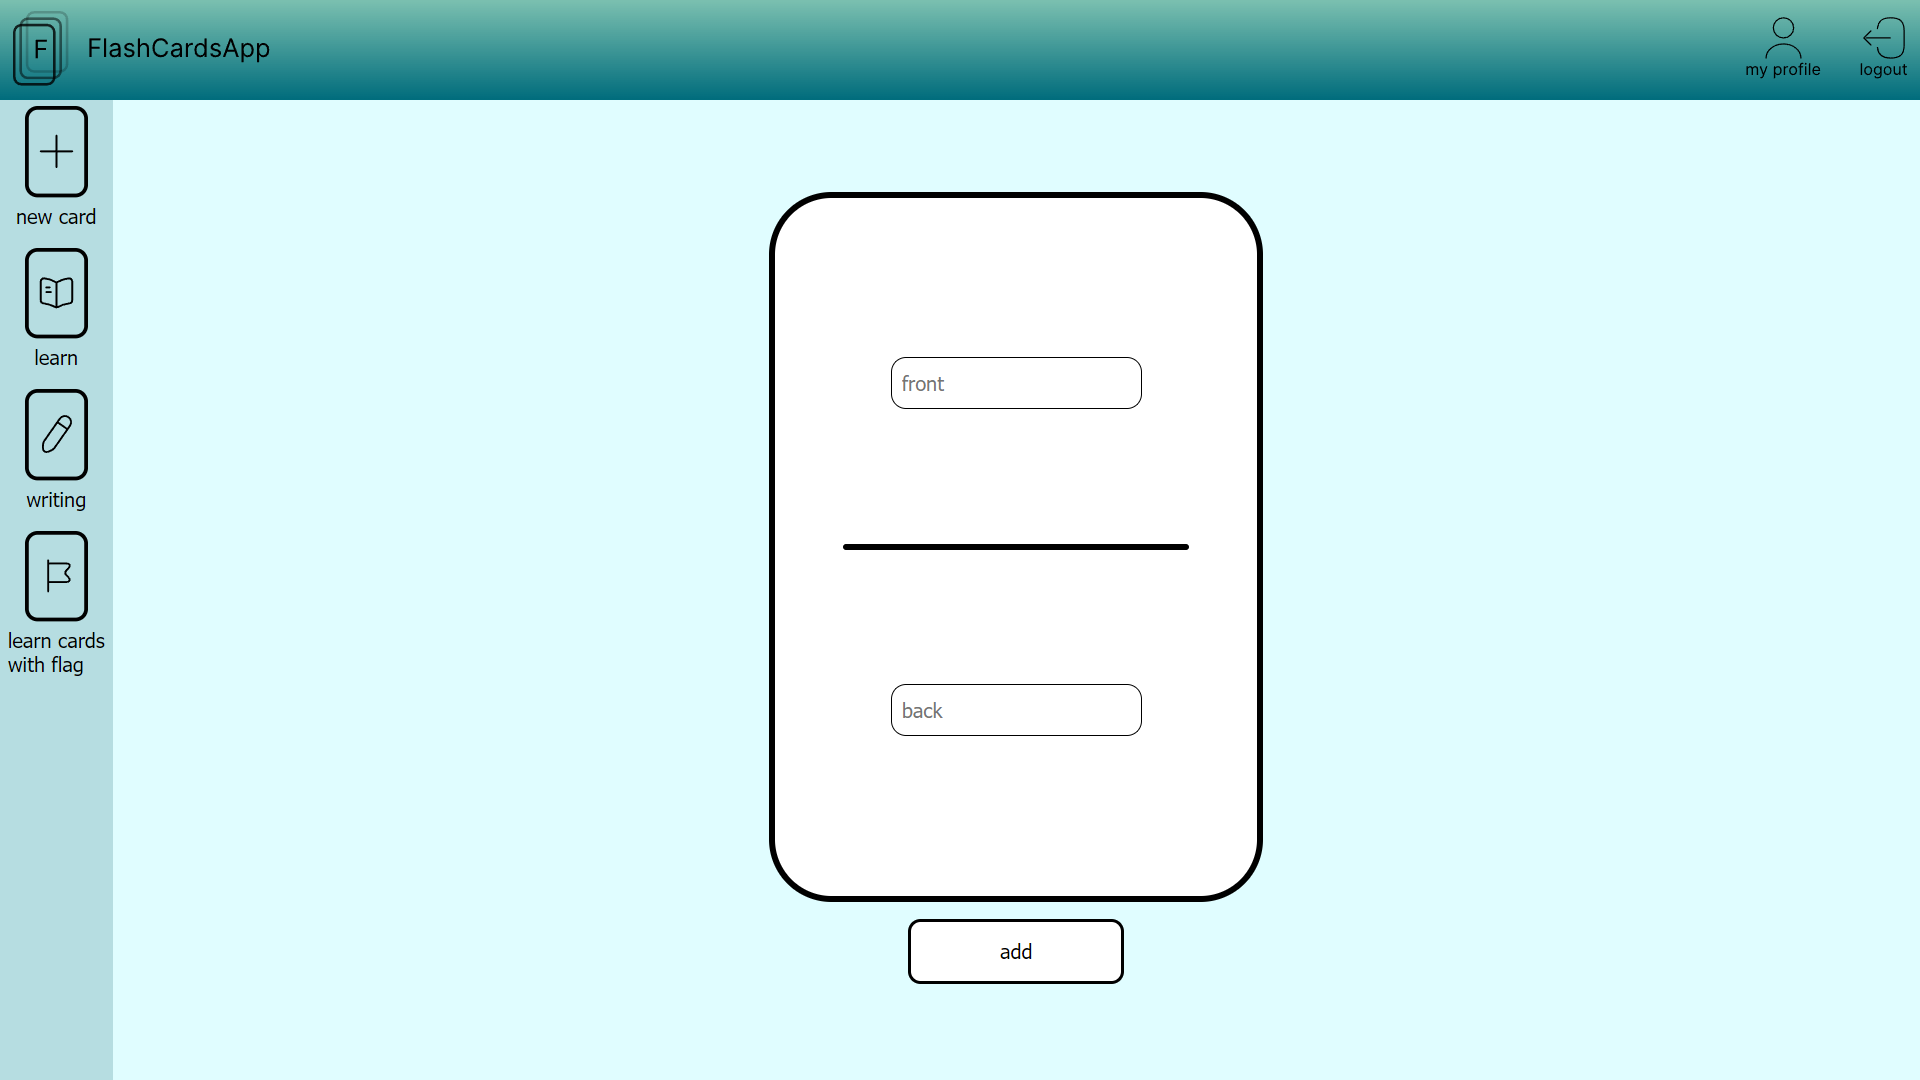 F
FlashCardsApp
my profile
logout
new card
learn
writing
learn cards
with flag
front
back
add